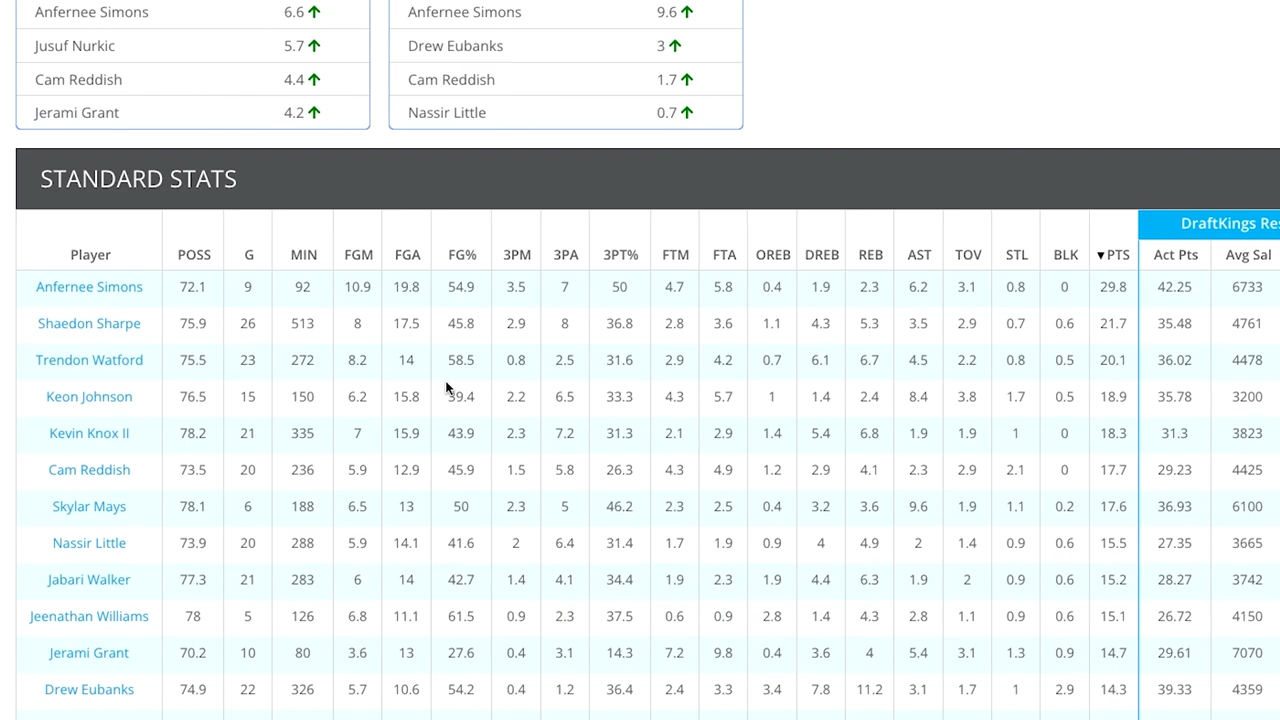 Anfernee Simons 6.6 Anfernee Simons 9.6
Jusuf Nurkic 5.7 Drew Eubanks 3
Cam Reddish 4.4 Cam Reddish 1.7
Jerami Grant 4.2 Nassir Little 0.7
STANDARD STATS
DraftKings Res
Player POSS G MIN FGM FGA FG% 3PM 3PA 3PT% FTM FTA OREB DREB REB AST TOV STL BLK ▼PTS Act Pts Avg Sal
Anfernee Simons 72.1 9 92 10.9 19.8 54.9 3.5 7 50 4.7 5.8 0.4 1.9 2.3 6.2 3.1 0.8 0 29.8 42.25 6733
Shaedon Sharpe 75.9 26 513 8 17.5 45.8 2.9 8 36.8 2.8 3.6 1.1 4.3 5.3 3.5 2.9 0.7 0.6 21.7 35.48 4761
Trendon Watford 75.5 23 272 8.2 14 58.5 0.8 2.5 31.6 2.9 4.2 0.7 6.1 6.7 4.5 2.2 0.8 0.5 20.1 36.02 4478
Keon Johnson 76.5 15 150 6.2 15.8 39.4 2.2 6.5 33.3 4.3 5.7 1 1.4 2.4 8.4 3.8 1.7 0.5 18.9 35.78 3200
Kevin Knox II 78.2 21 335 7 15.9 43.9 2.3 7.2 31.3 2.1 2.9 1.4 5.4 6.8 1.9 1.9 1 0 18.3 31.3 3823
Cam Reddish 73.5 20 236 5.9 12.9 45.9 1.5 5.8 26.3 4.3 4.9 1.2 2.9 4.1 2.3 2.9 2.1 0 17.7 29.23 4425
Skylar Mays 78.1 6 188 6.5 13 50 2.3 5 46.2 2.3 2.5 0.4 3.2 3.6 9.6 1.9 1.1 0.2 17.6 36.93 6100
Nassir Little 73.9 20 288 5.9 14.1 41.6 2 6.4 31.4 1.7 1.9 0.9 4 4.9 2 1.4 0.9 0.6 15.5 27.35 3665
Jabari Walker 77.3 21 283 6 14 42.7 1.4 4.1 34.4 1.9 2.3 1.9 4.4 6.3 1.9 2 0.9 0.6 15.2 28.27 3742
Jeenathan Williams 78 5 126 6.8 11.1 61.5 0.9 2.3 37.5 0.6 0.9 2.8 1.4 4.3 2.8 1.1 0.9 0.6 15.1 26.72 4150
Jerami Grant 70.2 10 80 3.6 13 27.6 0.4 3.1 14.3 7.2 9.8 0.4 3.6 4 5.4 3.1 1.3 0.9 14.7 29.61 7070
Drew Eubanks 74.9 22 326 5.7 10.6 54.2 0.4 1.2 36.4 2.4 3.3 3.4 7.8 11.2 3.1 1.7 1 2.9 14.3 39.33 4359